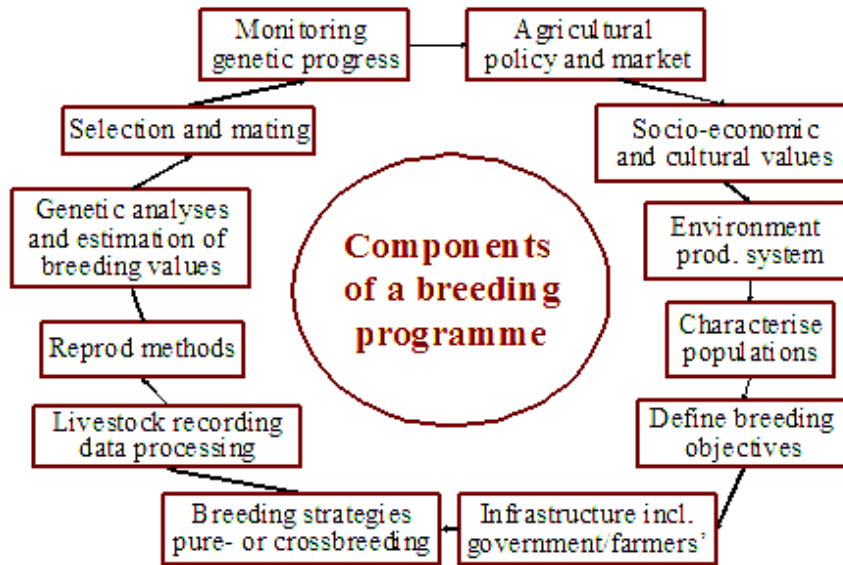 Monitoring
genetic progress
Agricultural
policy and market
Socio-economic
and cultural values
Environment
prod. system
Characterise
populations
Define breeding
objectives
Infrastructure incl.
government/farmers’
Breeding strategies
pure- or crossbreeding
Livestock recording
data processing
Reprod methods
Genetic analyses
and estimation of
breeding values
Selection and mating
Components
of a breeding
programme